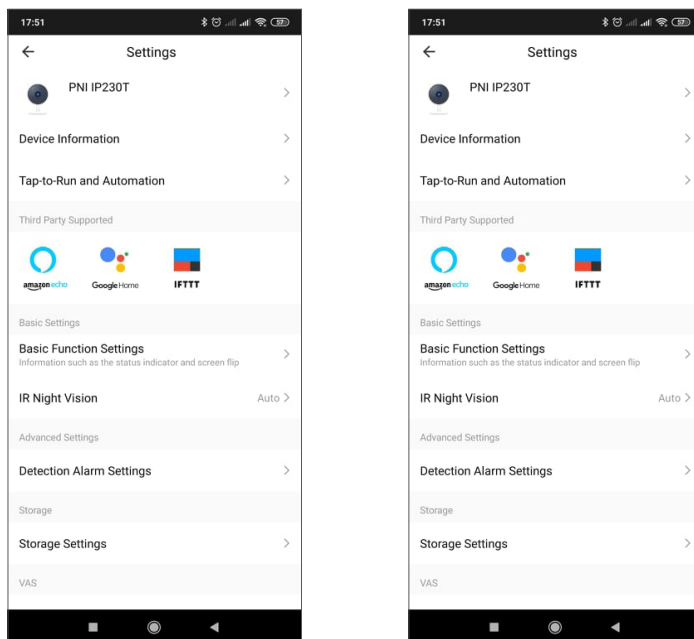 17:51
57
Settings
PNI IP230T
Device Information
Tap-to-Run and Automation
Third Party Supported
amazon echo
Google Home
IFTTT
Basic Settings
Basic Function Settings
Information such as the status indicator and screen flip
IR Night Vision
Auto
Advanced Settings
Detection Alarm Settings
Storage
Storage Settings
VAS
17:51
57
Settings
PNI IP230T
Device Information
Tap-to-Run and Automation
Third Party Supported
amazon echo
Google Home
IFTTT
Basic Settings
Basic Function Settings
Information such as the status indicator and screen flip
IR Night Vision
Auto
Advanced Settings
Detection Alarm Settings
Storage
Storage Settings
VAS